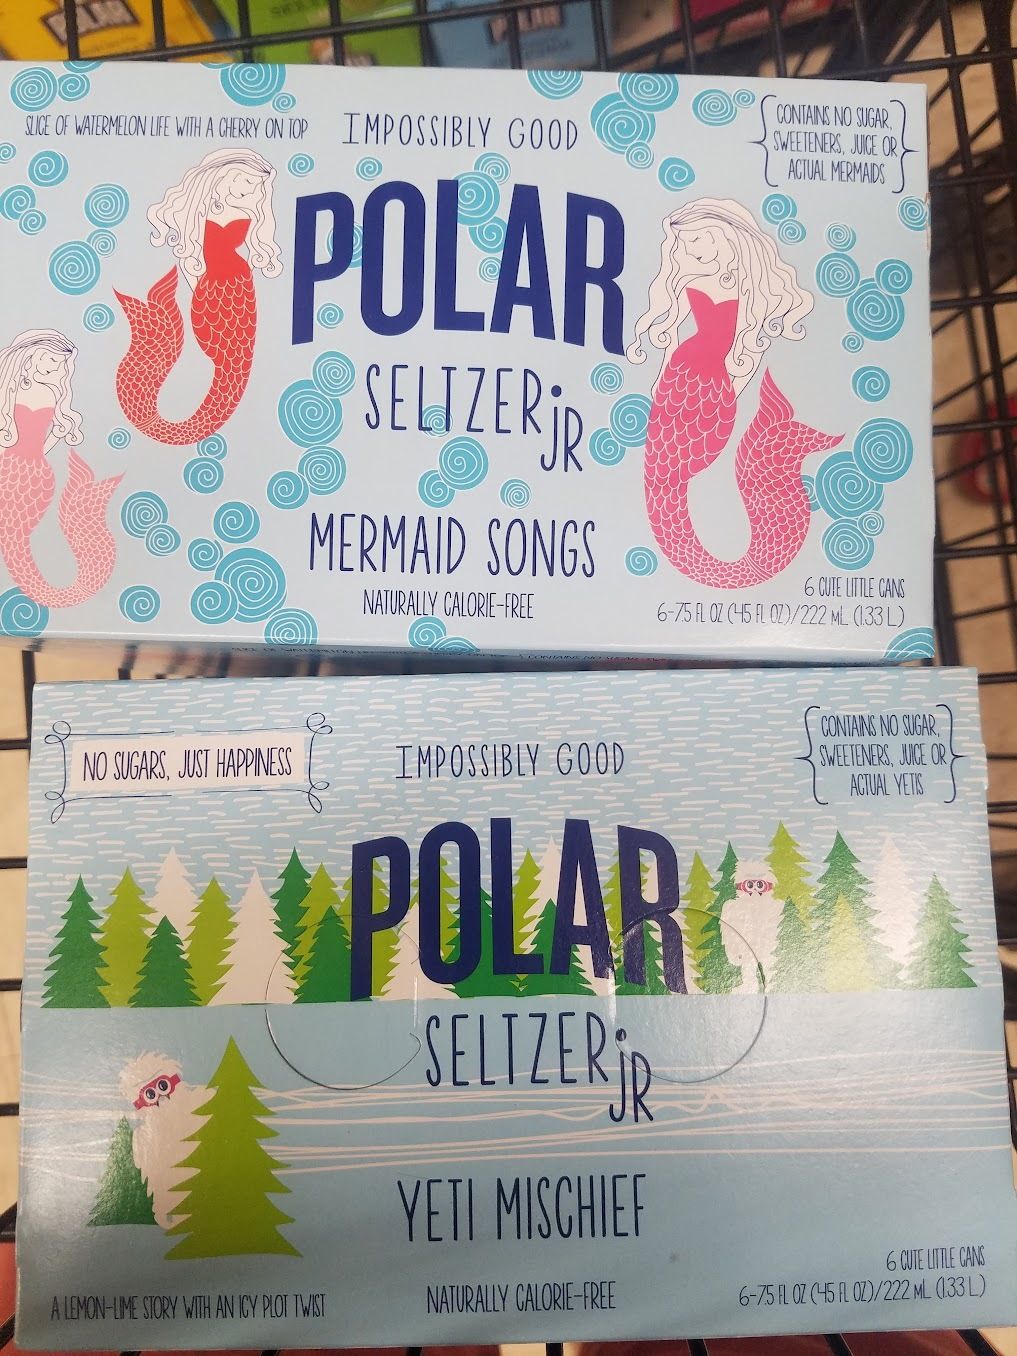 SLICE OF WATERMELON LIFE WITH A CHERRY ON TOP
IMPOSSIBLY GOOD
CONTAINS NO SUGAR,
SWEETENERS, JUICE OR
ACTUAL MERMAIDS
POLAR
SELTZER JR
MERMAID SONGS
NATURALLY CALORIE-FREE
6 CUTE LITTLE CANS
6-7.5 FL OZ (45 FL OZ)/222 mL (1.33 L)
NO SUGARS, JUST HAPPINESS
IMPOSSIBLY GOOD
CONTAINS NO SUGAR,
SWEETENERS, JUICE OR
ACTUAL YETIS
POLAR
SELTZER JR
YETI MISCHIEF
A LEMON-LIME STORY WITH AN ICY PLOT TWIST
NATURALLY CALORIE-FREE
6 CUTE LITTLE CANS
6-7.5 FL OZ (45 FL OZ)/222 mL (1.33 L)